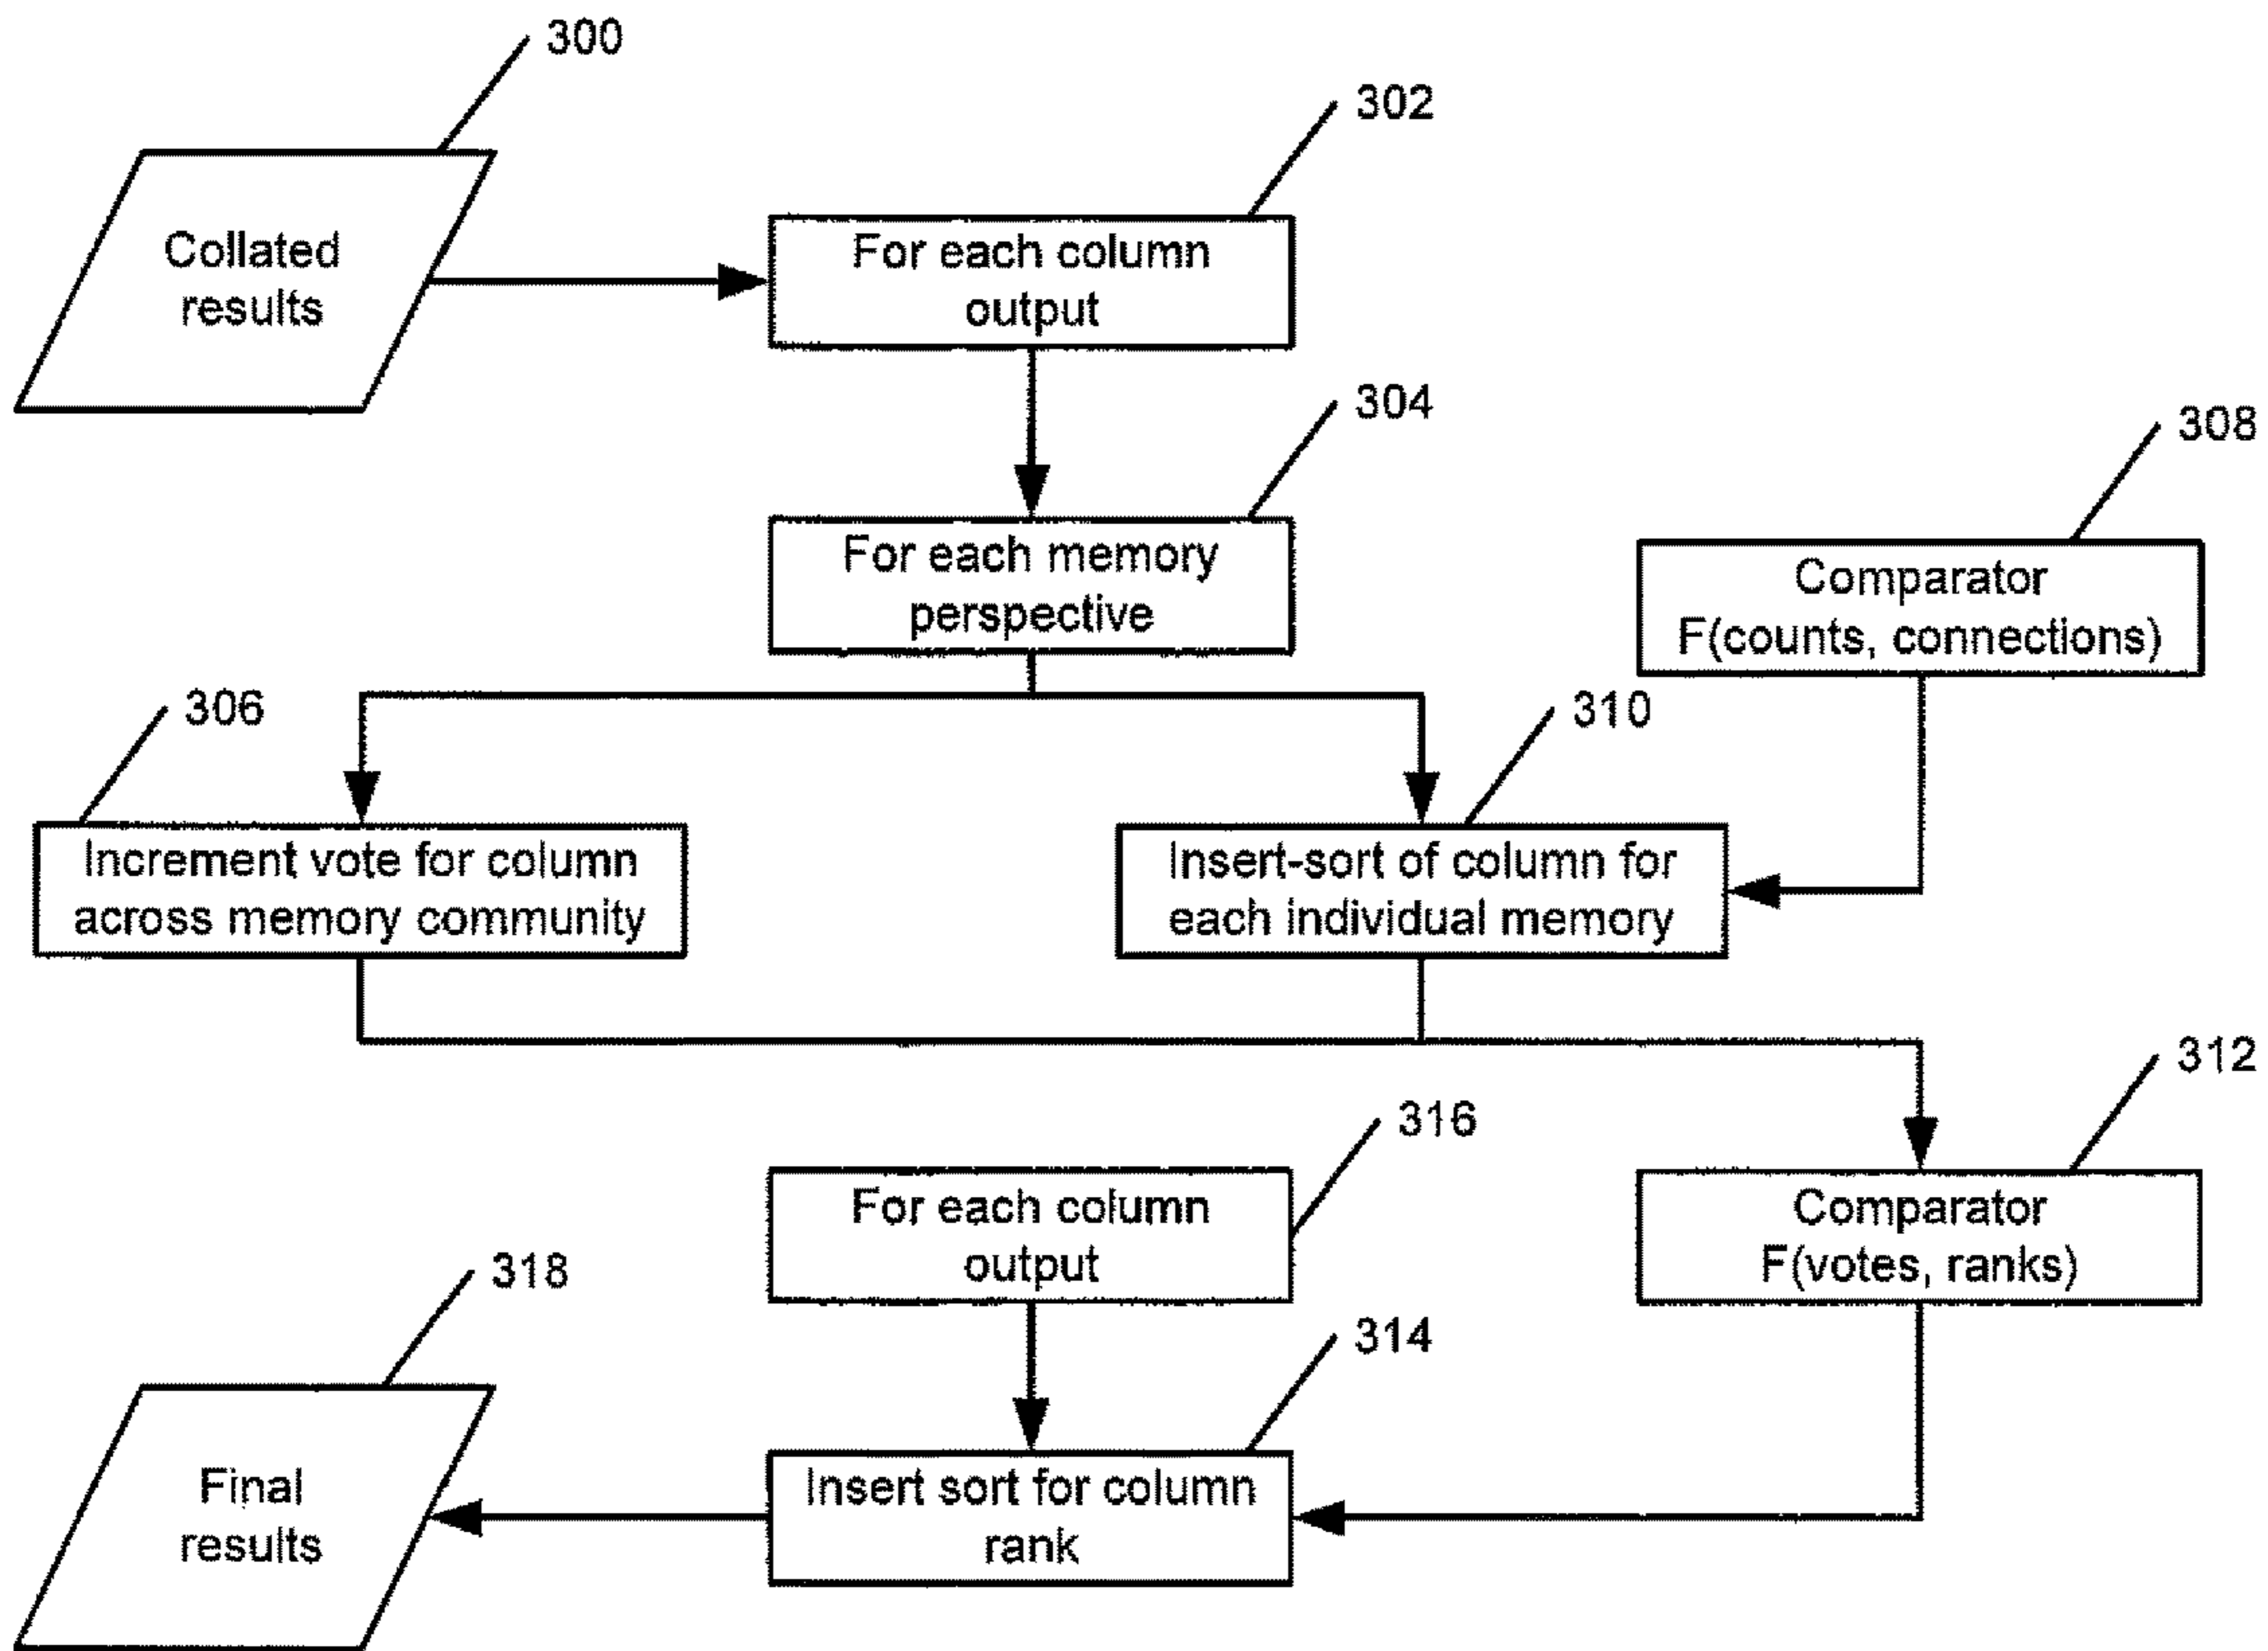 300
302
Collated
results
For each column
output
304
308
For each memory
perspective
Comparator
F(counts, connections)
306
310
Increment vote for column
across memory community
Insert-sort of column for
each individual memory
312
316
For each column
output
Comparator
F(votes, ranks)
318
314
Final
results
Insert sort for column
rank